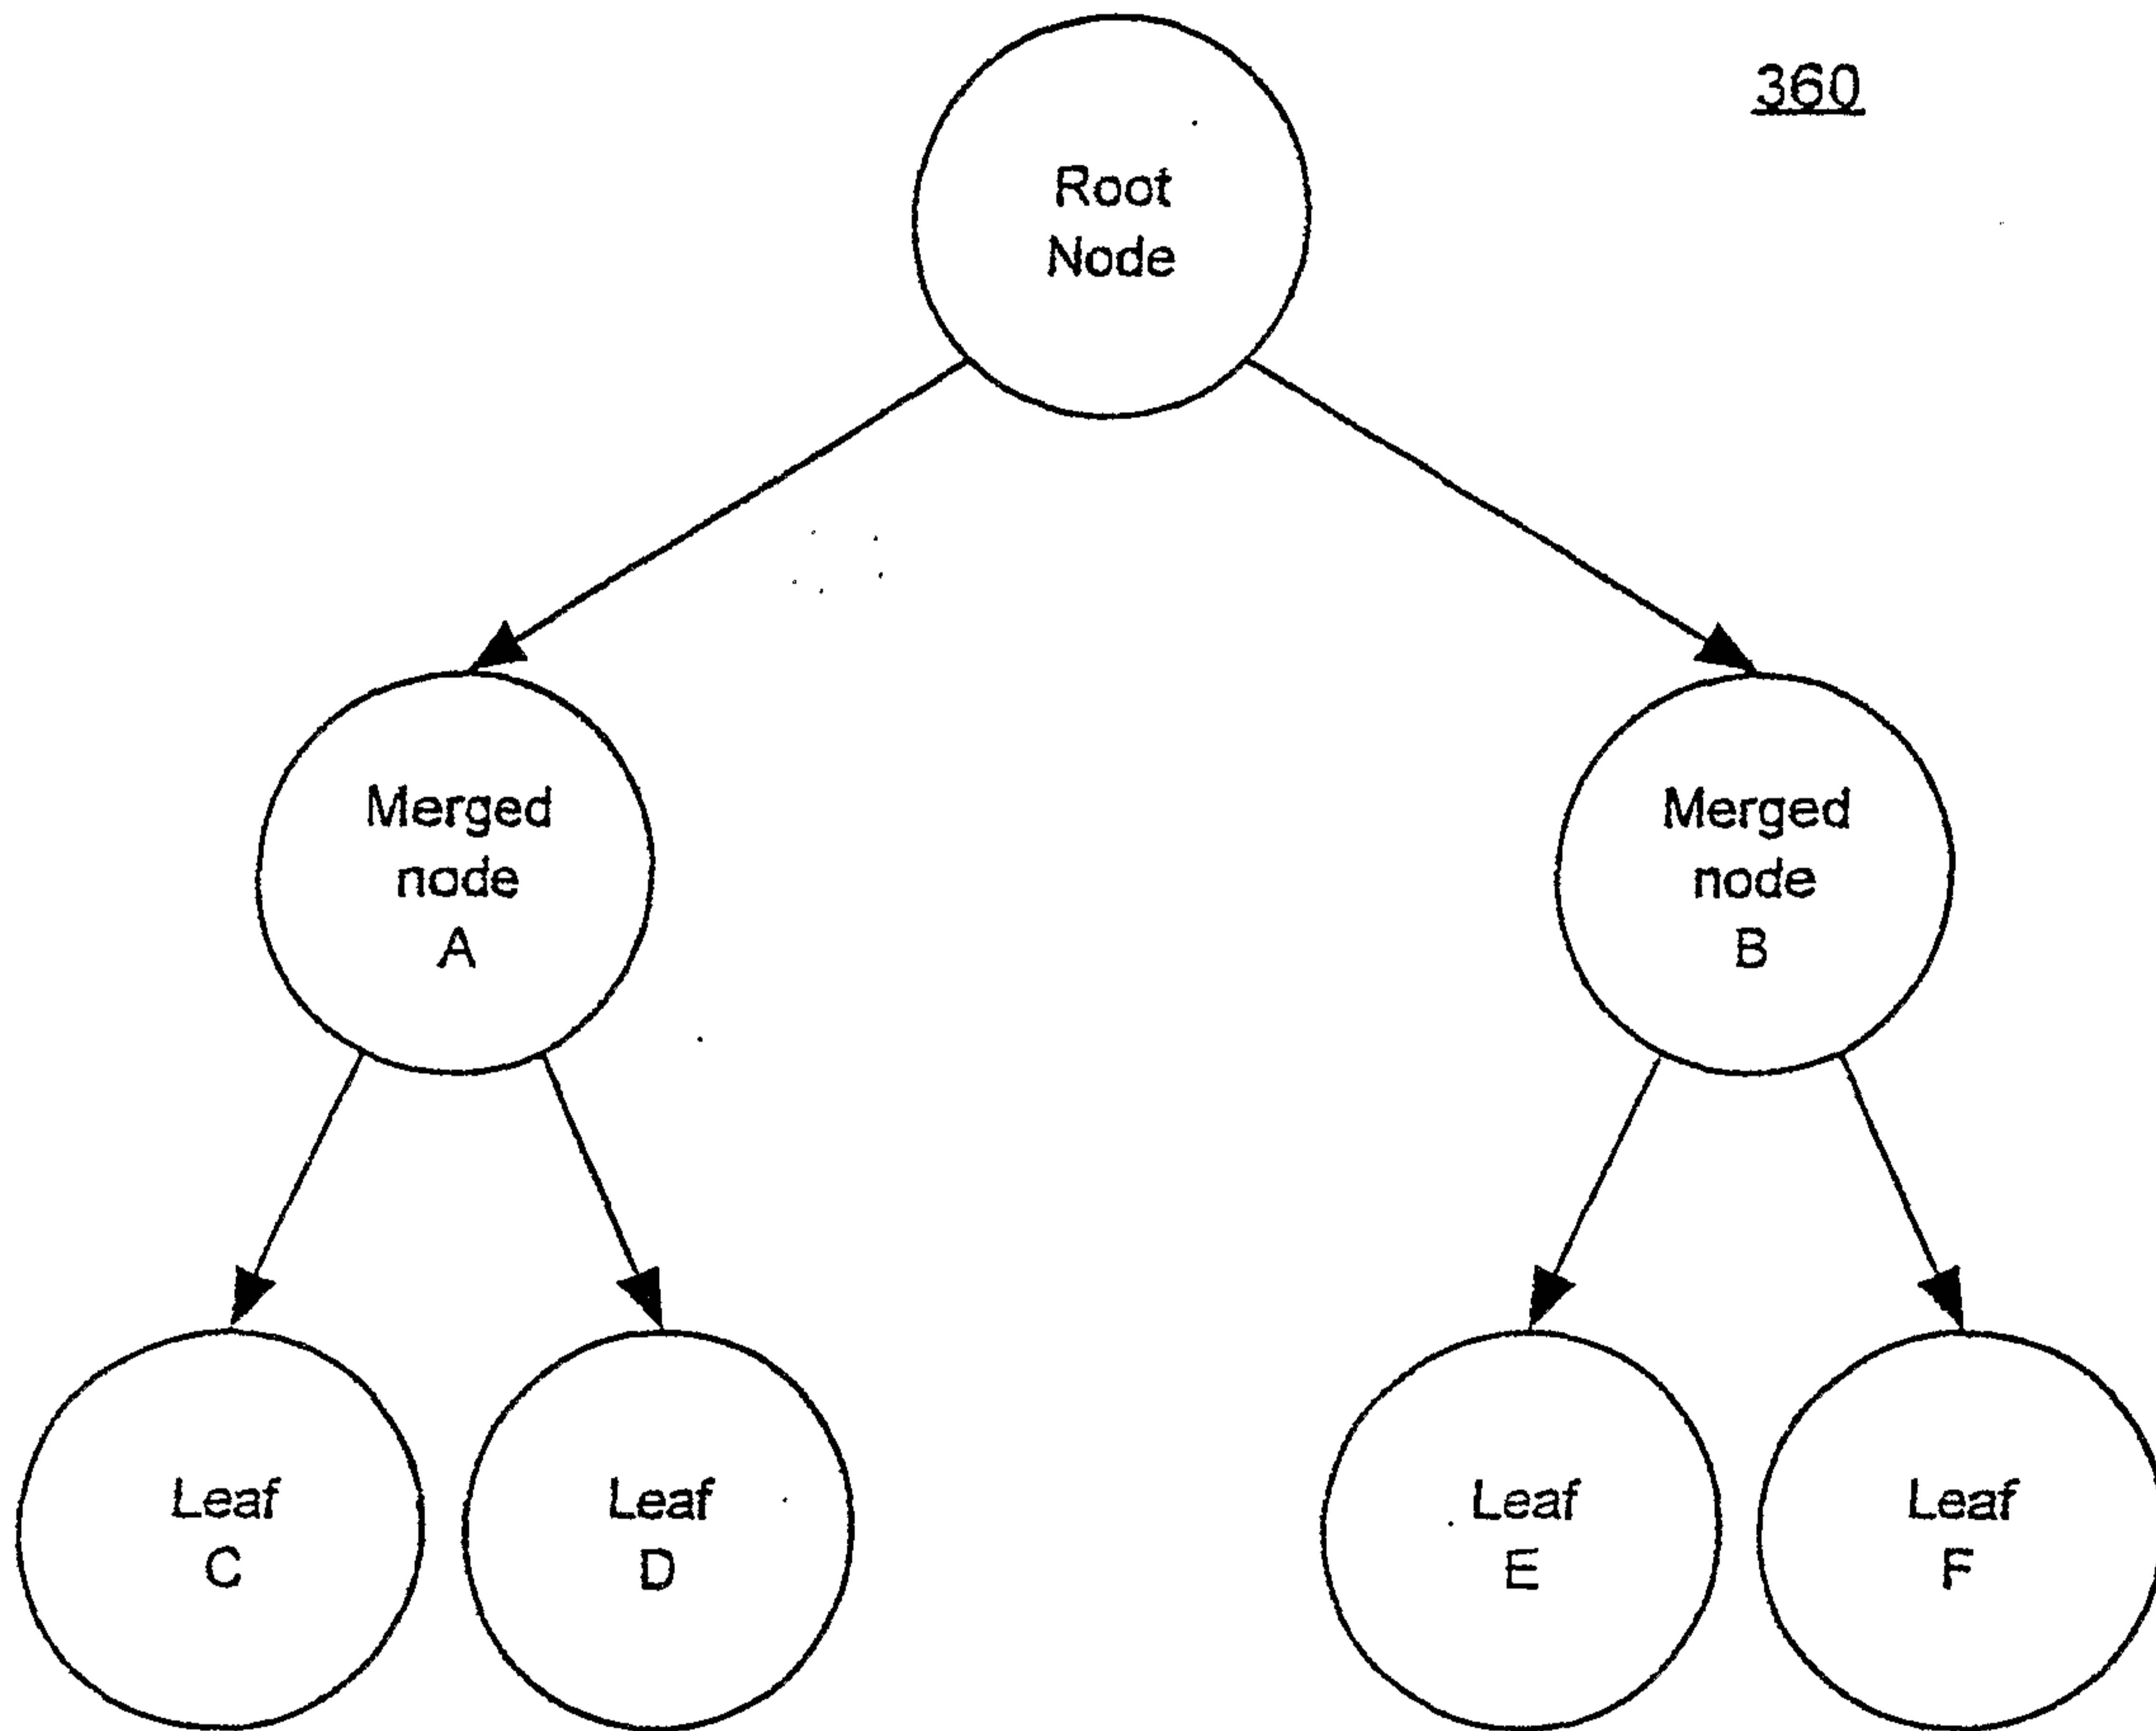 360
Root
Node
Merged
node
A
Merged
node
B
Leaf
C
Leaf
D
Leaf
E
Leaf
F